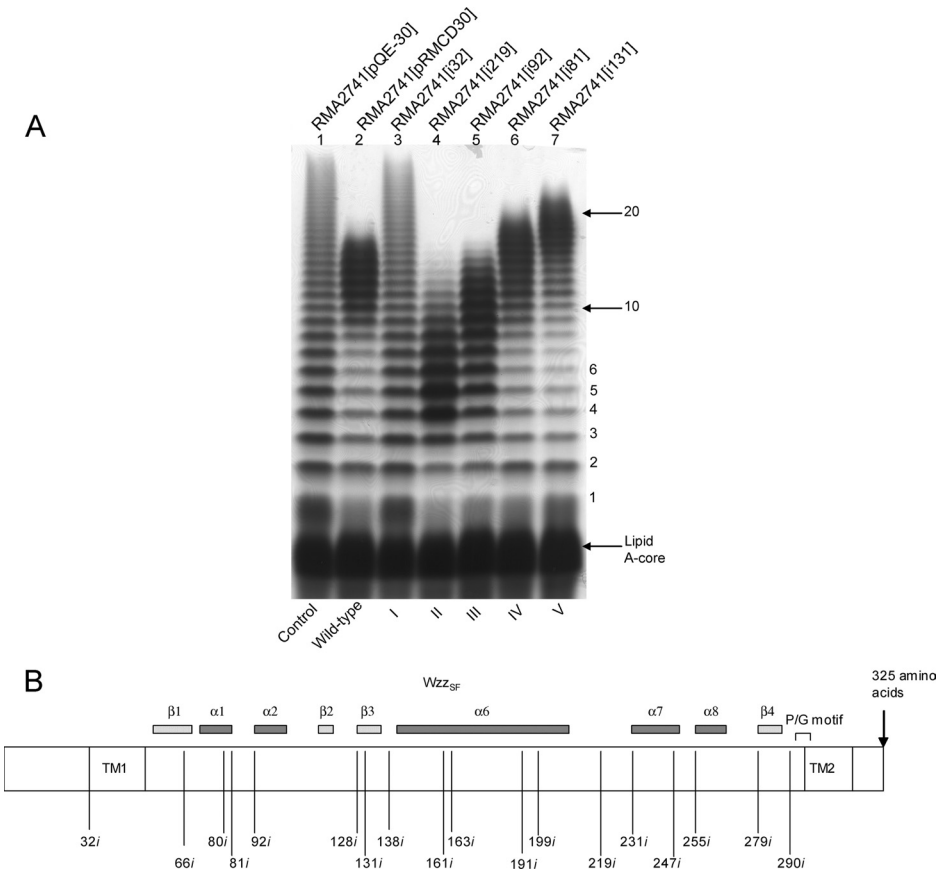 A
RMA2741[pQE-30]
RMA2741[pRMCD30]
RMA2741[i32]
RMA2741[i219]
RMA2741[i92]
RMA2741[i81]
RMA2741[i131]
1 2 3 4 5 6 7
20
10
6
5
4
3
2
1
Lipid
A-core
Control
Wild-type
I
II
III
IV
V
B
WzzSF
325 amino
acids
β1 α1 α2 β2 β3 α6 α7 α8 β4 P/G motif
TM1 TM2
32i 80i 92i 128i 138i 163i 199i 219i 231i 255i 279i
66i 81i 131i 161i 191i 247i 290i